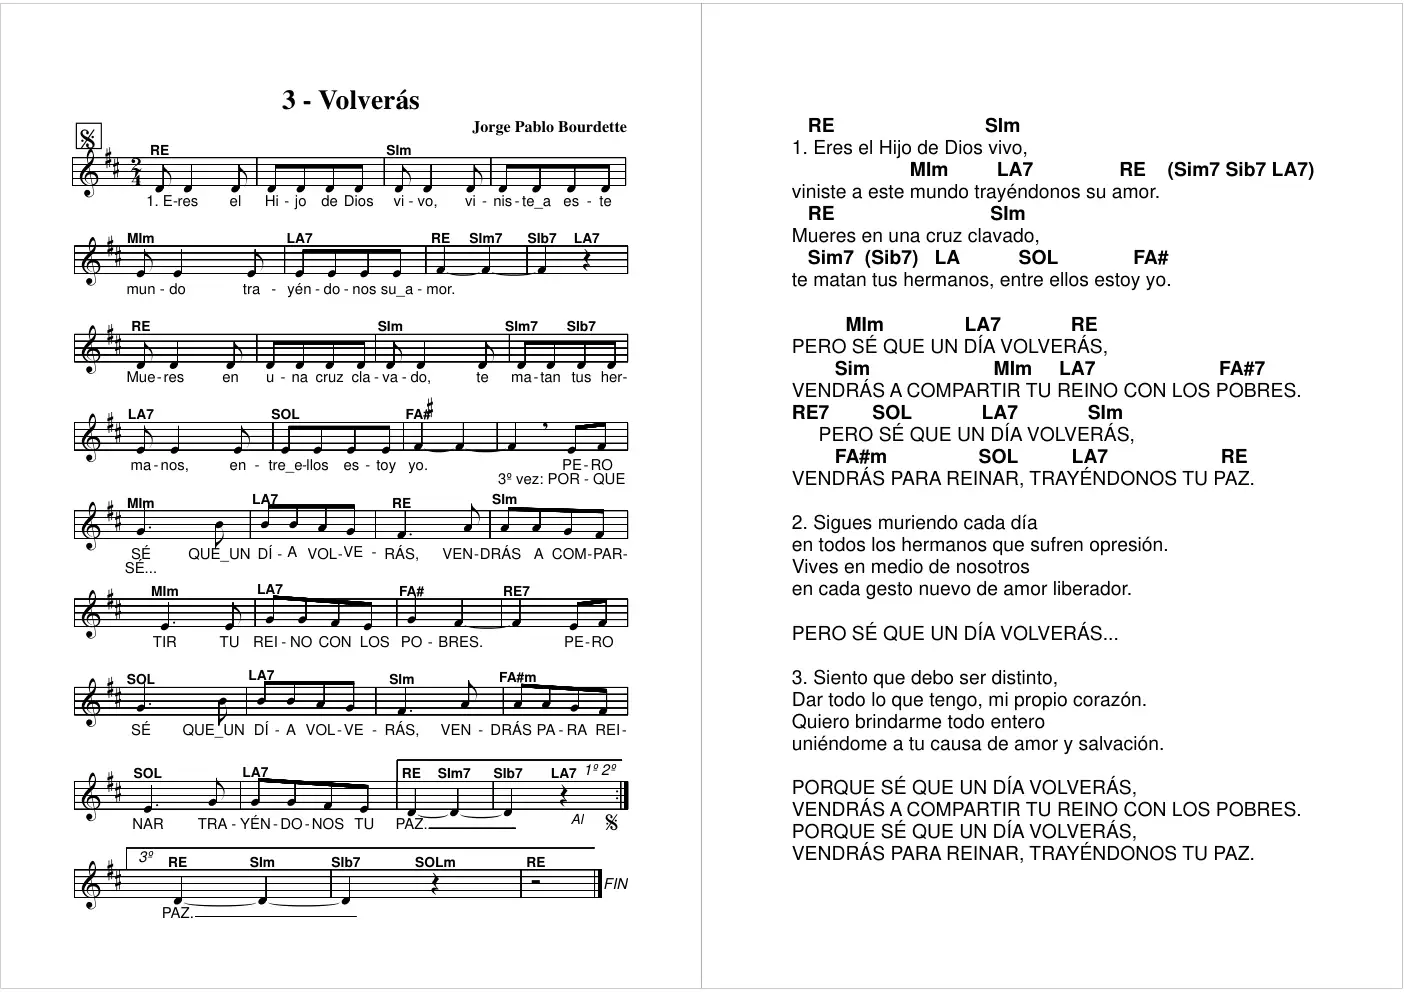 3 - Volverás
Jorge Pablo Bourdette
RE SIm
2
4
1. E-res el Hi - jo de Dios vi - vo, vi - nis - te_a es - te
MIm LA7 RE SIm7 SIb7 LA7
mun - do tra - yén - do - nos su_a - mor.
RE SIm SIm7 SIb7
Mue - res en u - na cruz cla - va - do, te ma - tan tus her-
LA7 SOL FA#
ma - nos, en - tre_e-llos es - toy yo. PE - RO
3º vez: POR - QUE
MIm LA7 RE SIm
SÉ QUE_UN DÍ - A VOL-VE - RÁS, VEN-DRÁS A COM-PAR-
SÉ...
MIm LA7 FA# RE7
TIR TU REI - NO CON LOS PO - BRES. PE-RO
SOL LA7 SIm FA#m
SÉ QUE_UN DÍ - A VOL-VE - RÁS, VEN - DRÁS PA - RA REI-
SOL LA7 RE SIm7 SIb7 LA7 1º 2º
NAR TRA - YÉN - DO - NOS TU PAZ. Al
3º RE SIm SIb7 SOLm RE
FIN
PAZ.
RE SIm
1. Eres el Hijo de Dios vivo,
MIm LA7 RE (Sim7 Sib7 LA7)
viniste a este mundo trayéndonos su amor.
RE SIm
Mueres en una cruz clavado,
Sim7 (Sib7) LA SOL FA#
te matan tus hermanos, entre ellos estoy yo.
MIm LA7 RE
PERO SÉ QUE UN DÍA VOLVERÁS,
Sim MIm LA7 FA#7
VENDRÁS A COMPARTIR TU REINO CON LOS POBRES.
RE7 SOL LA7 SIm
PERO SÉ QUE UN DÍA VOLVERÁS,
FA#m SOL LA7 RE
VENDRÁS PARA REINAR, TRAYÉNDONOS TU PAZ.
2. Sigues muriendo cada día
en todos los hermanos que sufren opresión.
Vives en medio de nosotros
en cada gesto nuevo de amor liberador.
PERO SÉ QUE UN DÍA VOLVERÁS...
3. Siento que debo ser distinto,
Dar todo lo que tengo, mi propio corazón.
Quiero brindarme todo entero
uniéndome a tu causa de amor y salvación.
PORQUE SÉ QUE UN DÍA VOLVERÁS,
VENDRÁS A COMPARTIR TU REINO CON LOS POBRES.
PORQUE SÉ QUE UN DÍA VOLVERÁS,
VENDRÁS PARA REINAR, TRAYÉNDONOS TU PAZ.